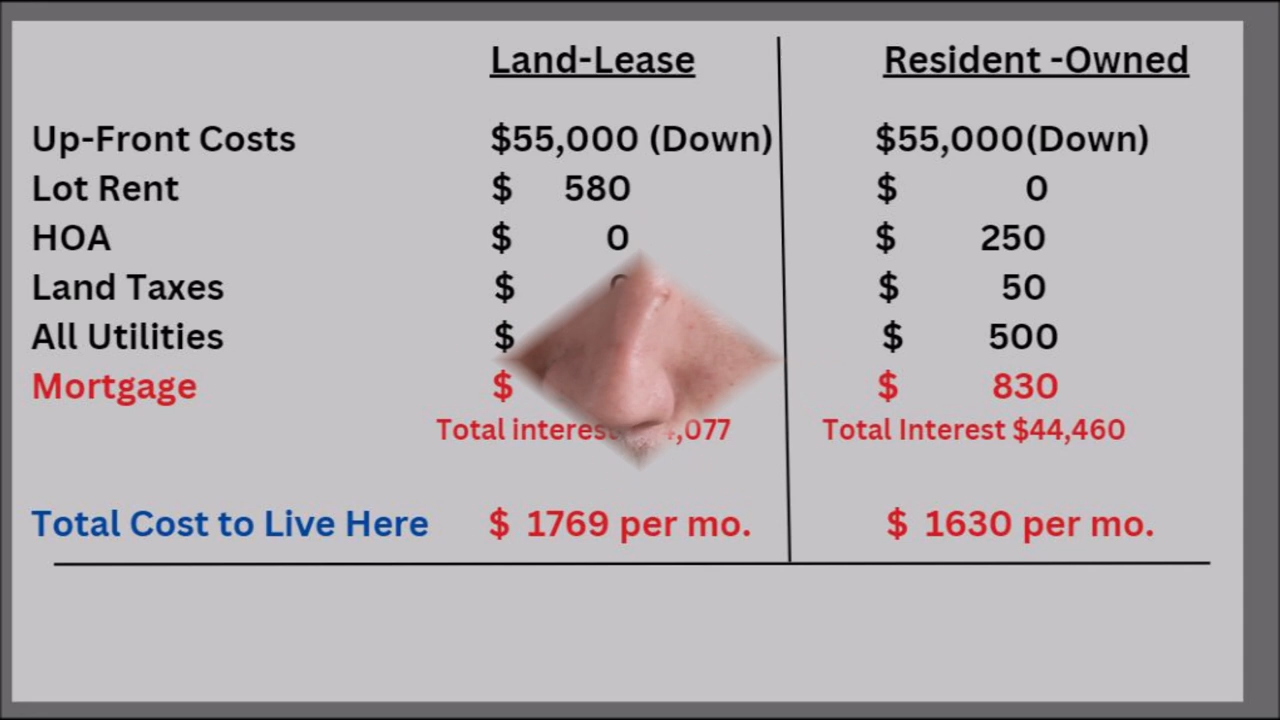 Land-Lease Resident -Owned
Up-Front Costs $55,000 (Down) $55,000(Down)
Lot Rent $ 580 $ 0
HOA $ 0 $ 250
Land Taxes $ $ 50
All Utilities $ $ 500
Mortgage $ $ 830
Total interest Total Interest $44,460
Total Cost to Live Here $ 1769 per mo. $ 1630 per mo.